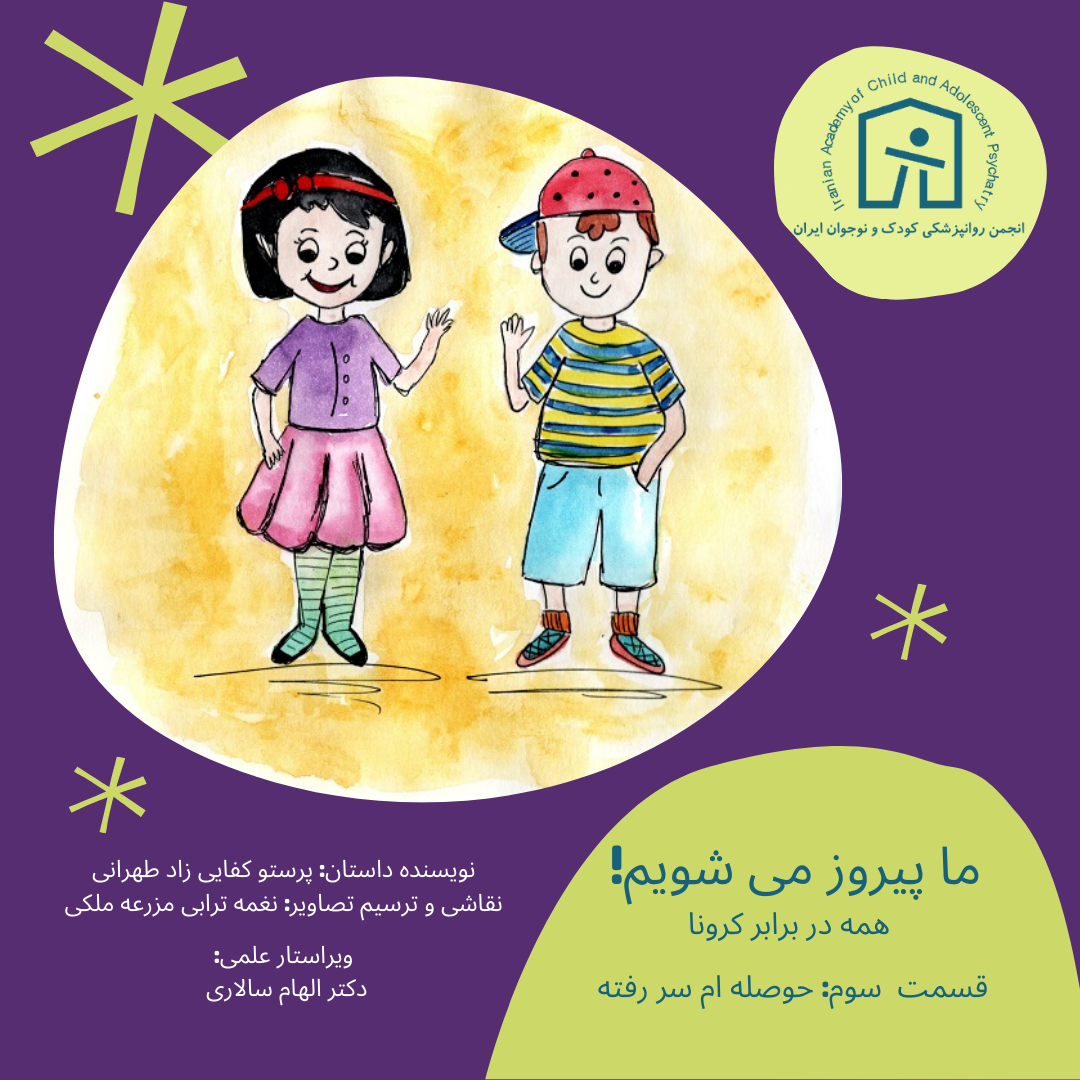 Iranian Academy of Child and Adolescent Psychatry
انجمن روانپزشکی کودک و نوجوان ایران
ما پیروز می شویم!
همه در برابر کرونا
قسمت سوم: حوصله ام سر رفته
نویسنده داستان: پرستو کفایی زاد طهرانی
نقاشی و ترسیم تصاویر: نغمه ترابی مزرعه ملکی
ویراستار علمی:
دکتر الهام سالاری